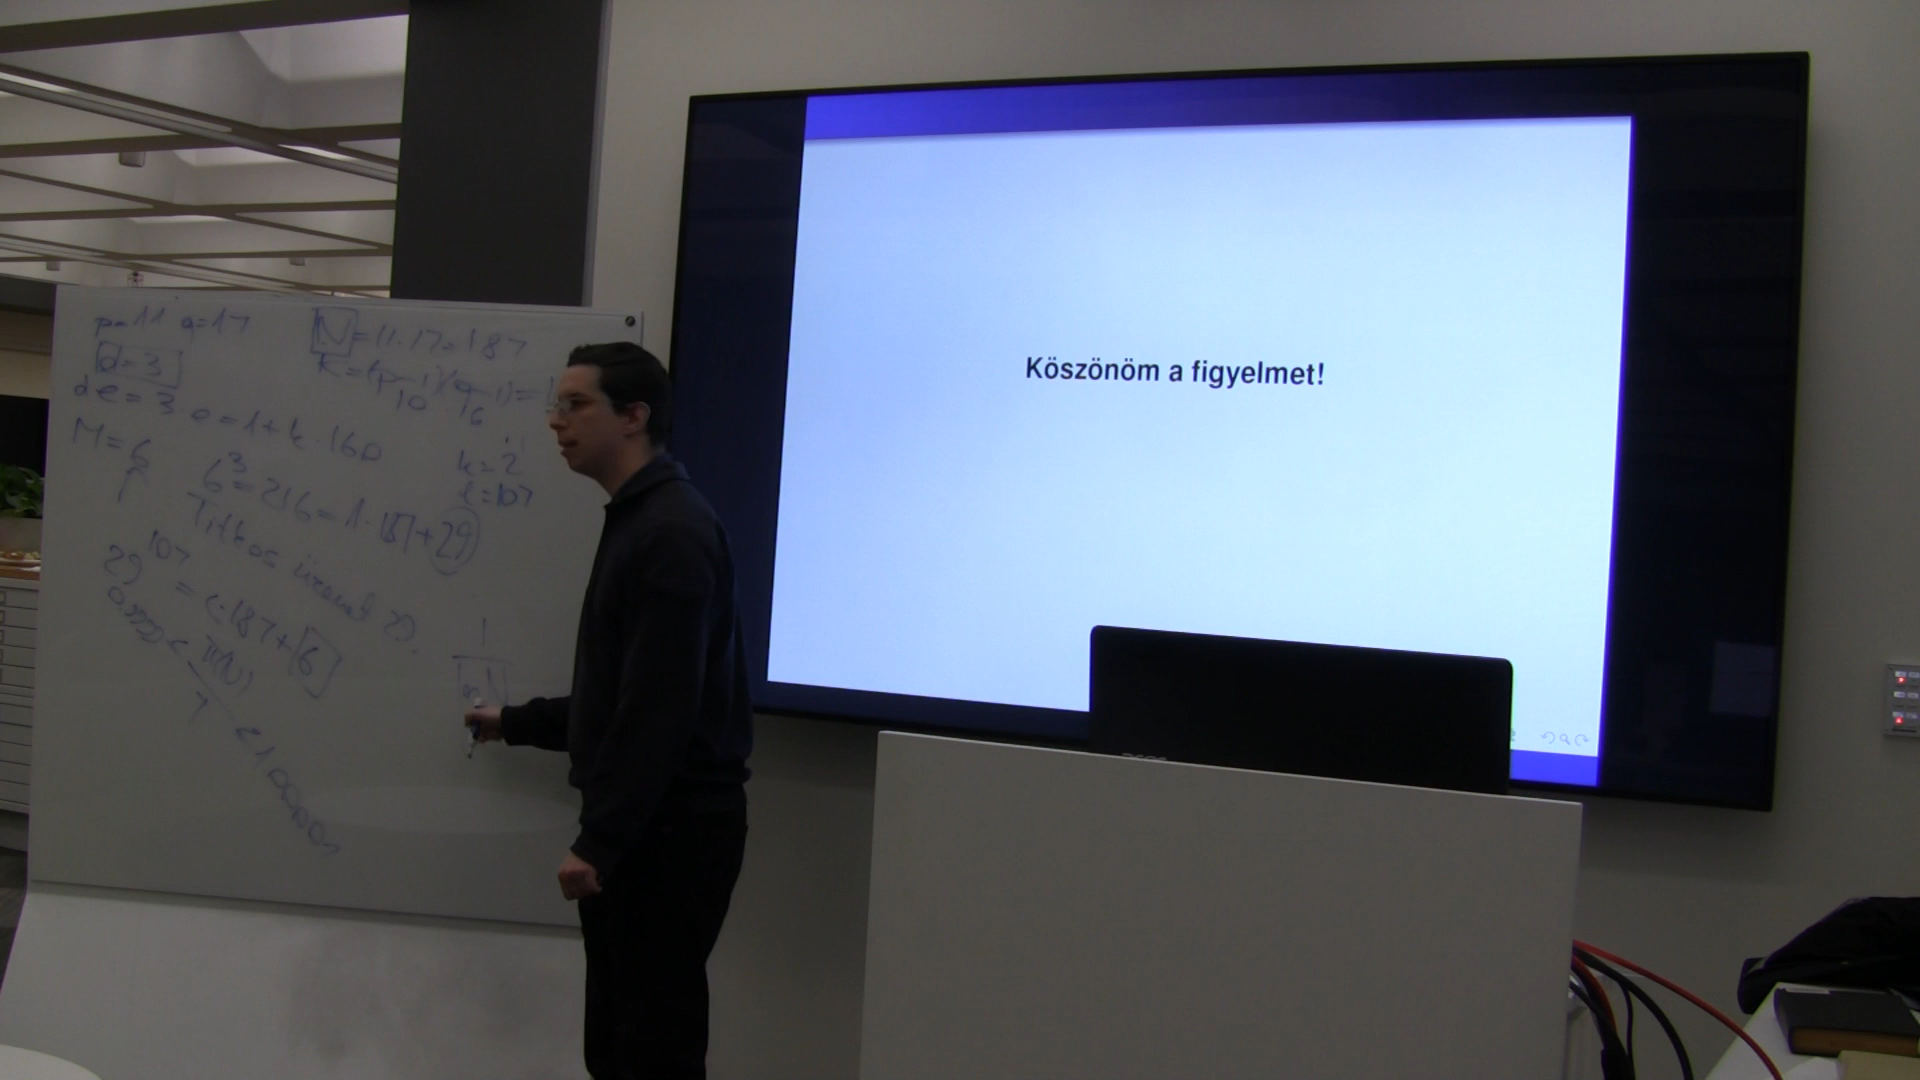 p=11 q=17
N=11.17=187
d=3
k=(p-1)(q-1)=
10 . 16
de=3e=1+k.160
M=6
k=2
l=107
6³=216=1.187+29
Titkos üzenet 29.
29¹⁰⁷ = c.187+6
1
Köszönöm a figyelmet!